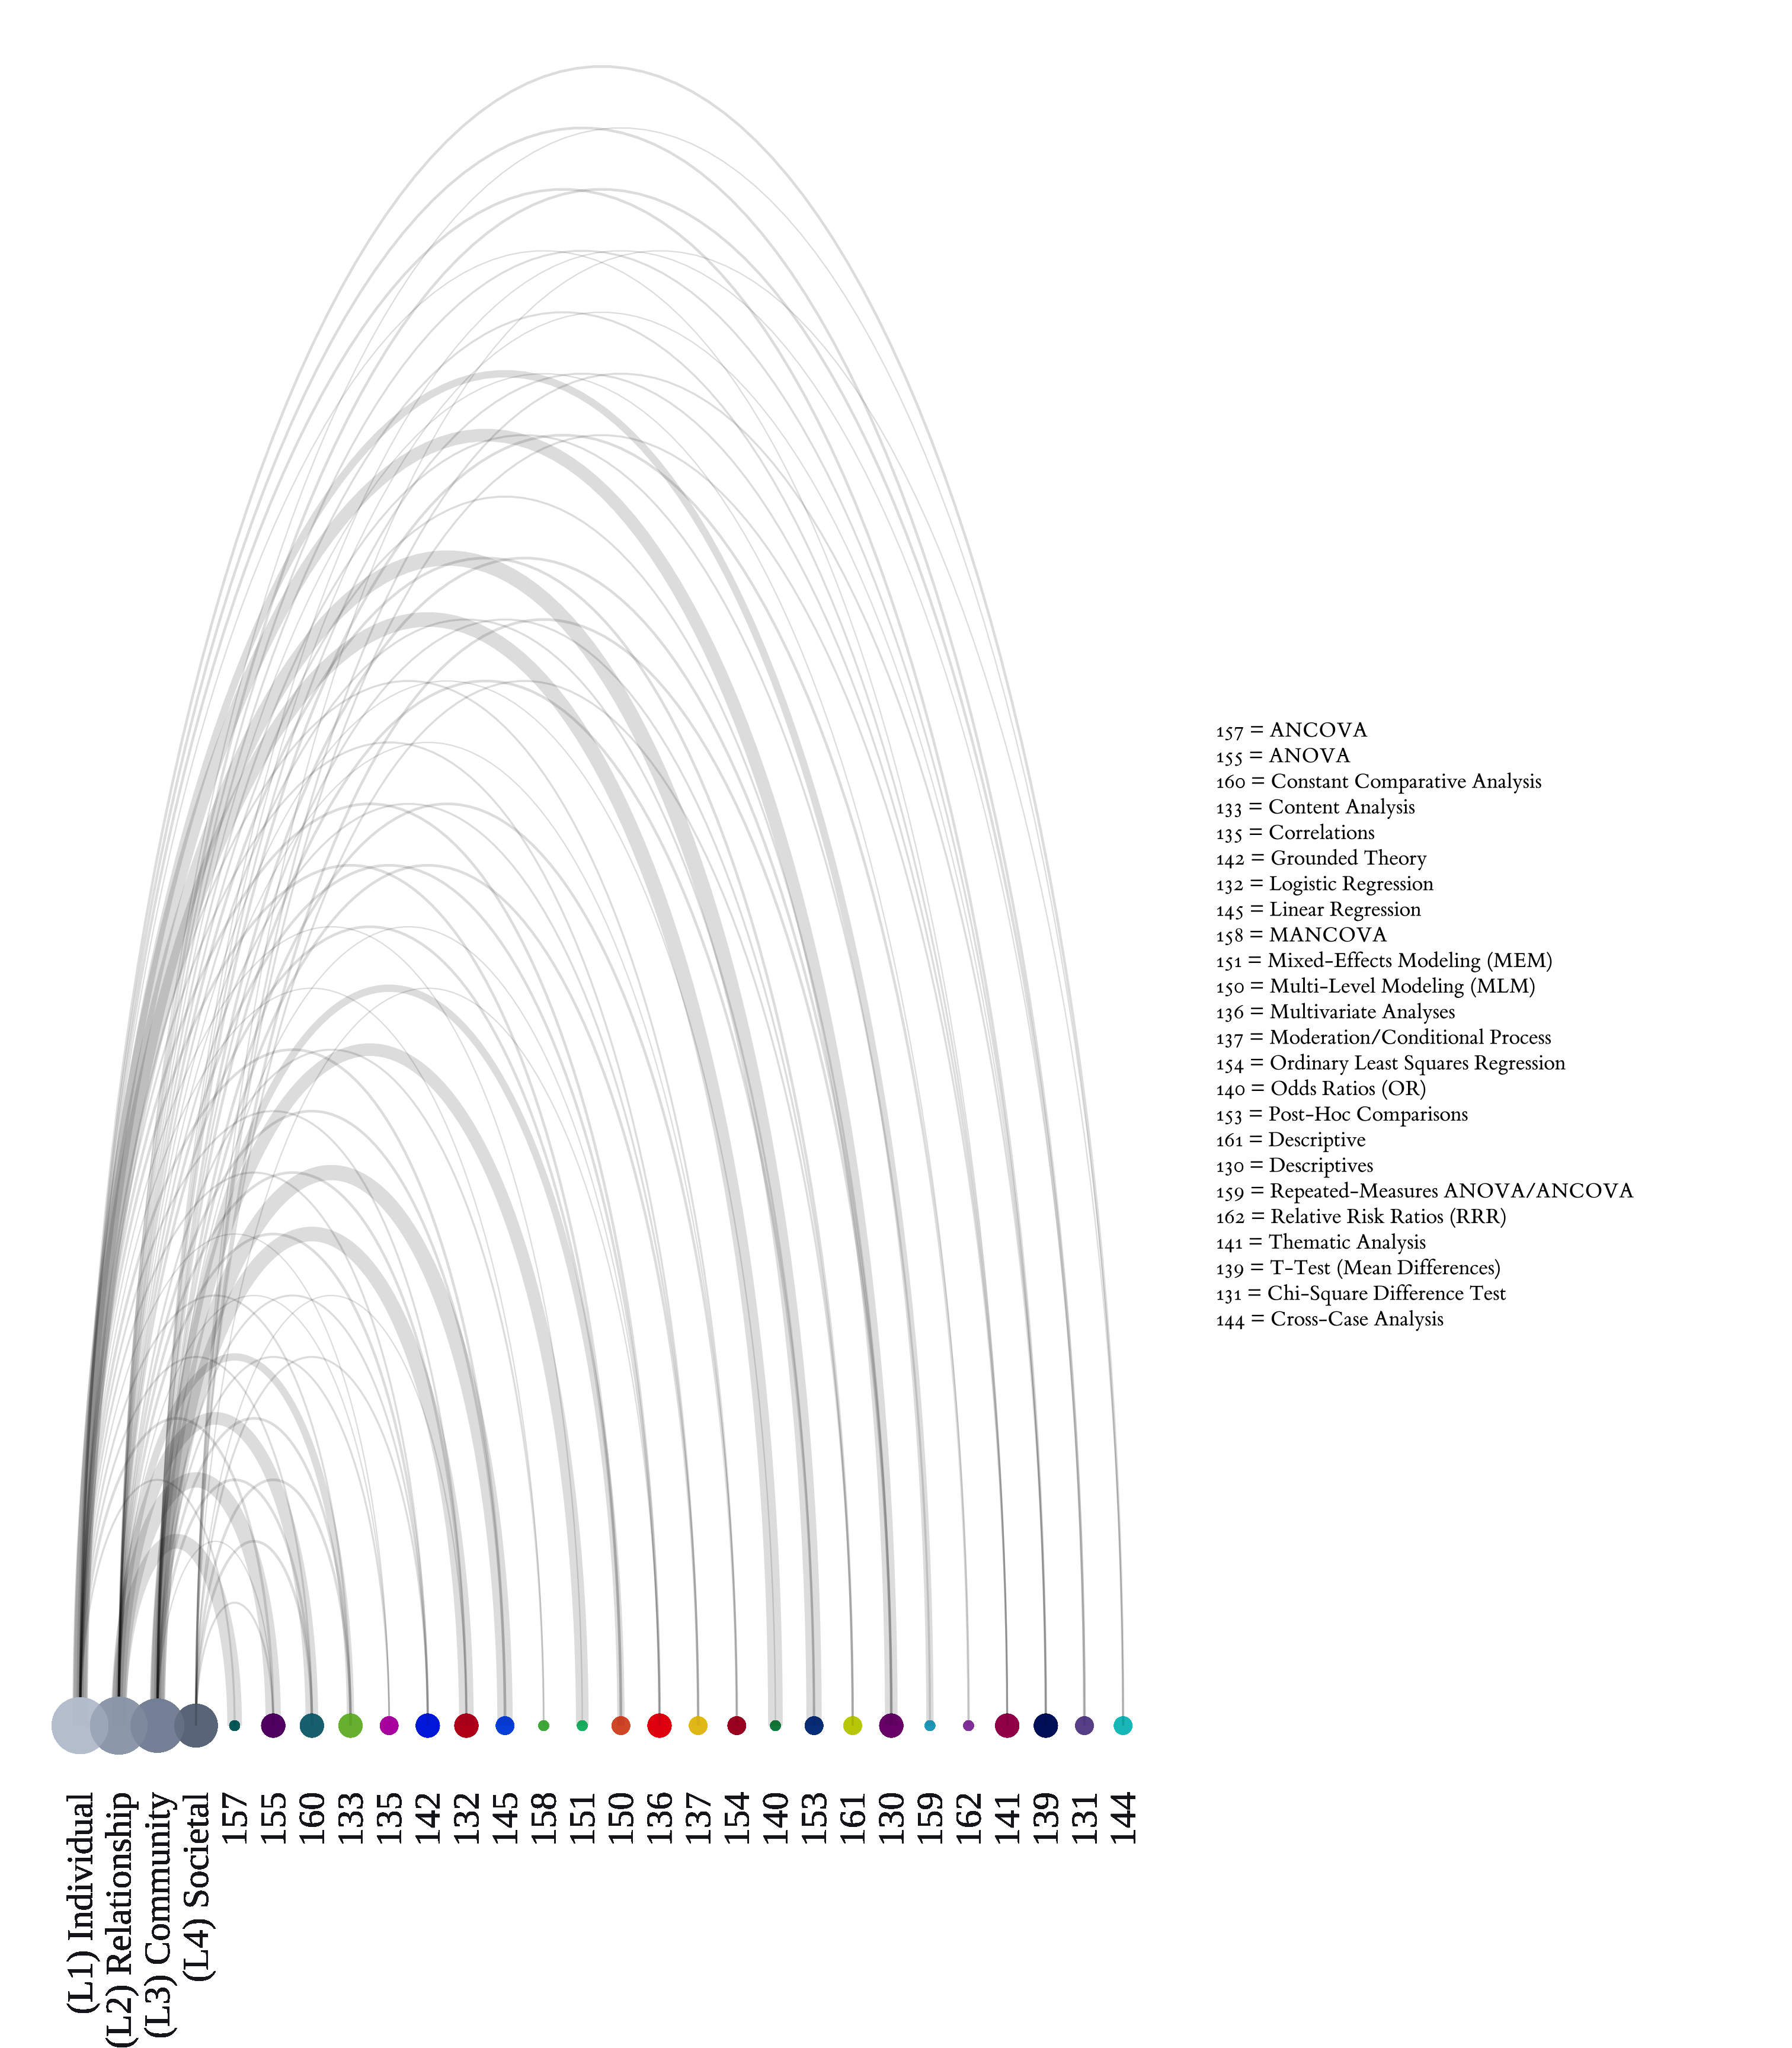 157 = ANCOVA
155 = ANOVA
160 = Constant Comparative Analysis
133 = Content Analysis
135 = Correlations
142 = Grounded Theory
132 = Logistic Regression
145 = Linear Regression
158 = MANCOVA
151 = Mixed-Effects Modeling (MEM)
150 = Multi-Level Modeling (MLM)
136 = Multivariate Analyses
137 = Moderation/Conditional Process
154 = Ordinary Least Squares Regression
140 = Odds Ratios (OR)
153 = Post-Hoc Comparisons
161 = Descriptive
130 = Descriptives
159 = Repeated-Measures ANOVA/ANCOVA
162 = Relative Risk Ratios (RRR)
141 = Thematic Analysis
139 = T-Test (Mean Differences)
131 = Chi-Square Difference Test
144 = Cross-Case Analysis
(L1) Individual
(L2) Relationship
(L3) Community
(L4) Societal
157
155
160
133
135
142
132
145
158
151
150
136
137
154
140
153
161
130
159
162
141
139
131
144